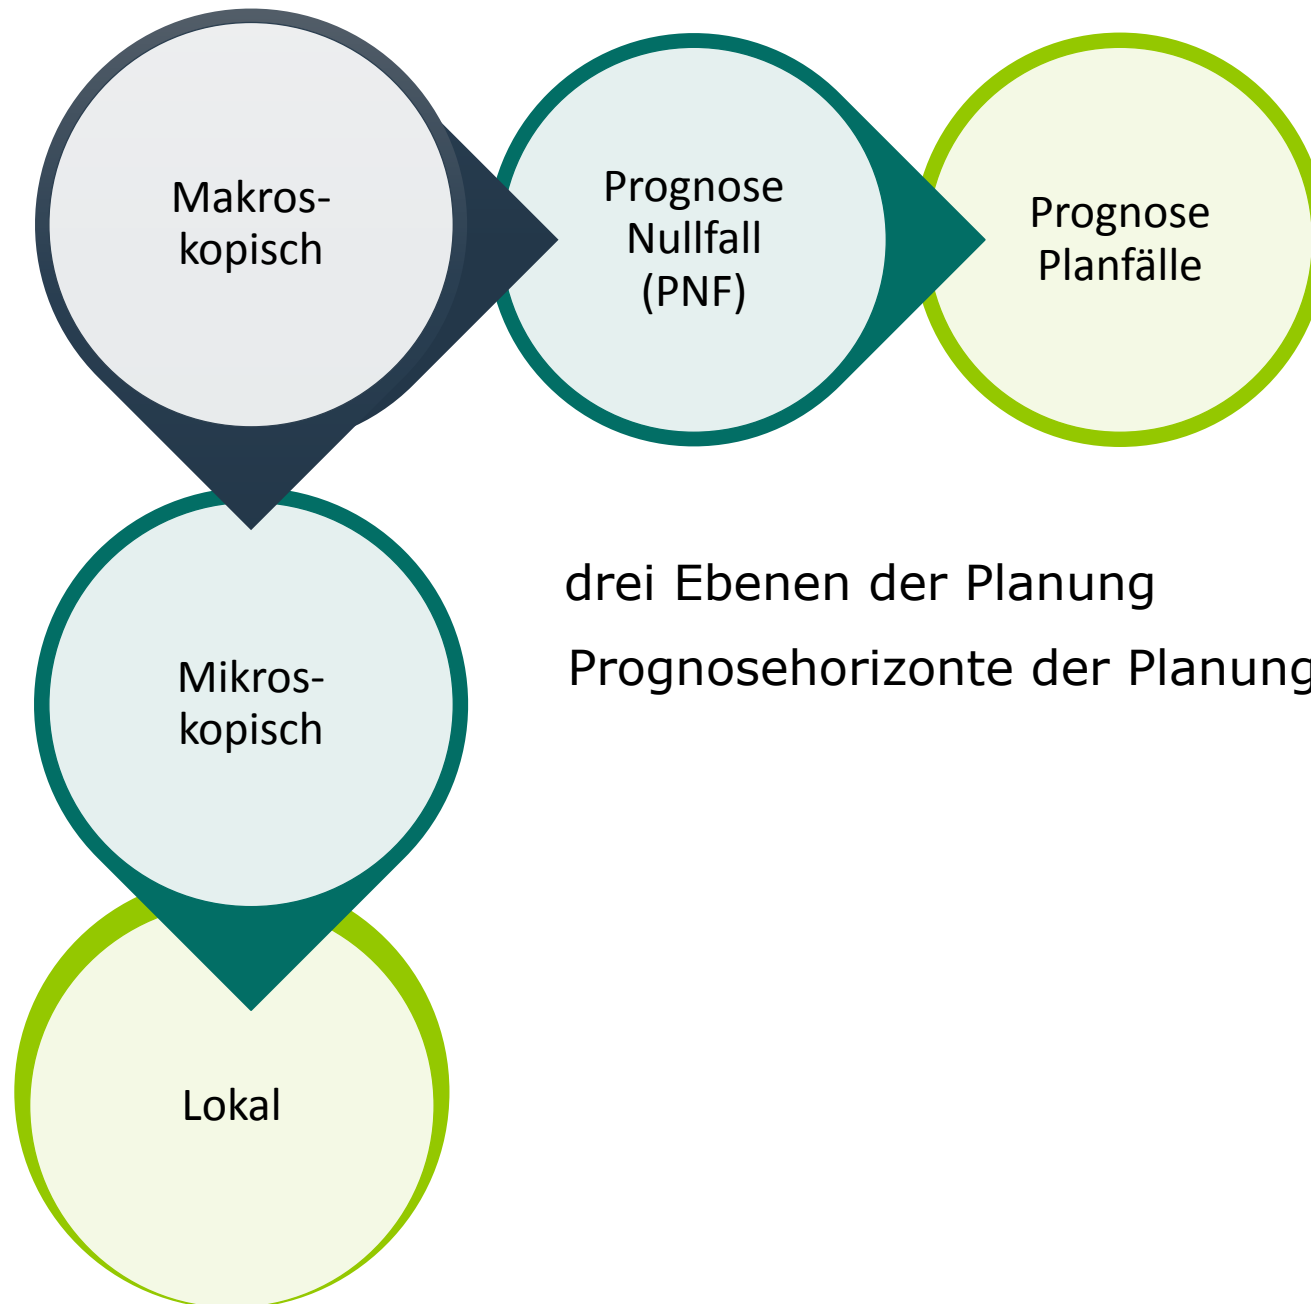 Makros-
kopisch
Prognose
Nullfall
(PNF)
Prognose
Planfälle
drei Ebenen der Planung
Prognosehorizonte der Planung
Mikros-
kopisch
Lokal